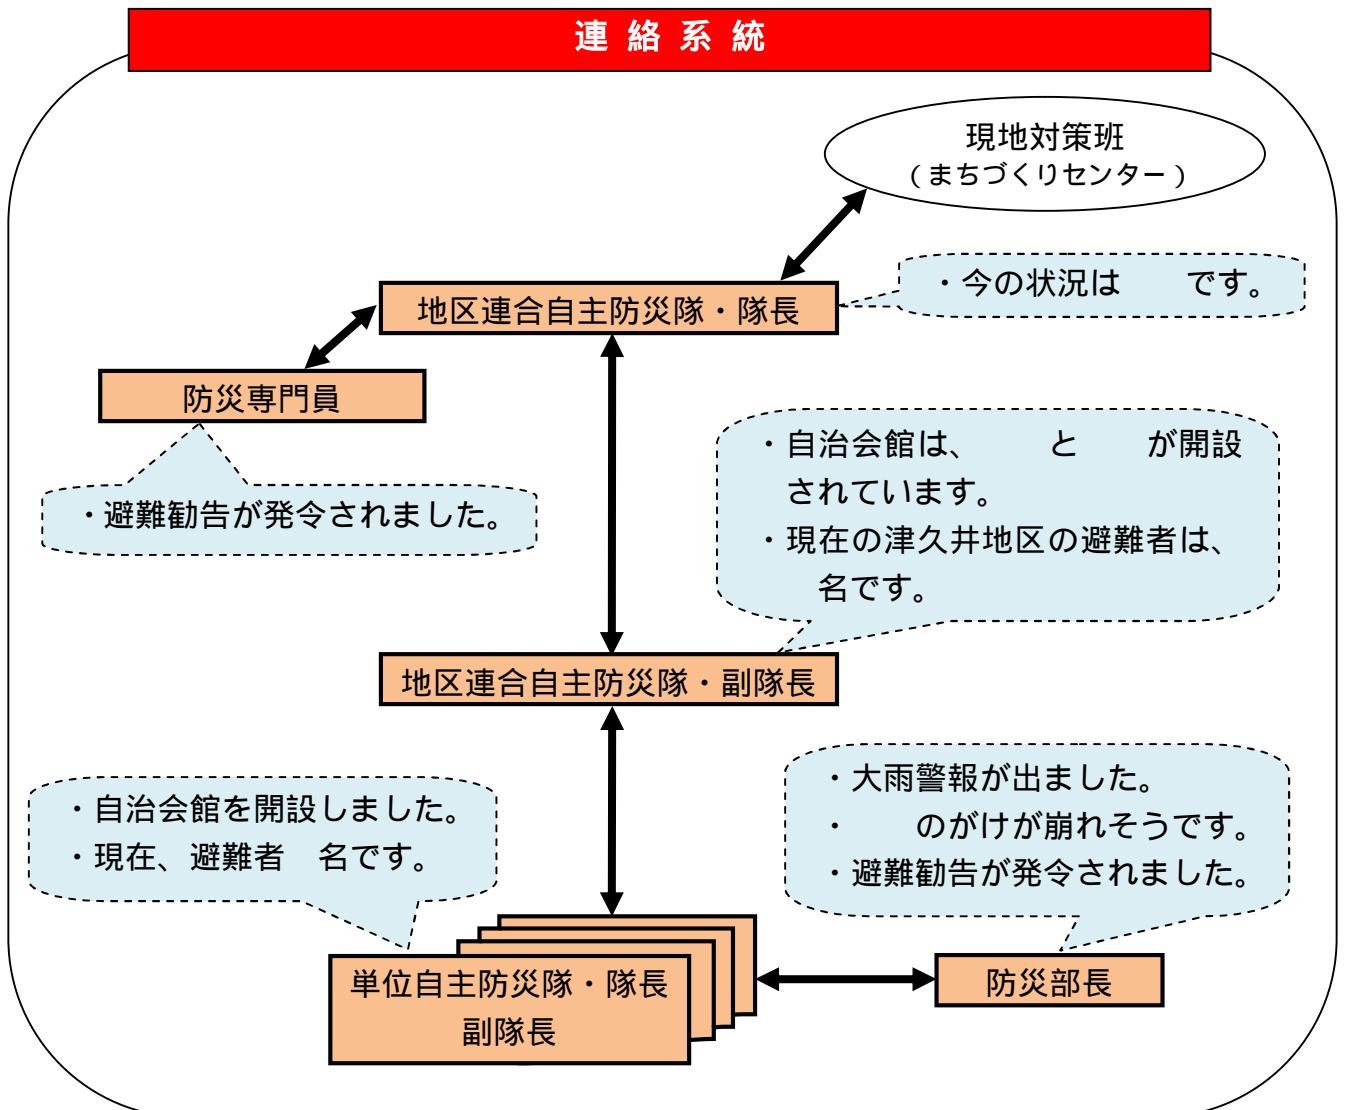 連絡系統
現地対策班
（まちづくりセンター）
・今の状況は　　です。
地区連合自主防災隊・隊長
防災専門員
・避難勧告が発令されました。
・自治会館は、　　と　　が開設
されています。
・現在の津久井地区の避難者は、
名です。
地区連合自主防災隊・副隊長
・自治会館を開設しました。
・現在、避難者　名です。
・大雨警報が出ました。
・　　のがけが崩れそうです。
・避難勧告が発令されました。
単位自主防災隊・隊長
副隊長
防災部長